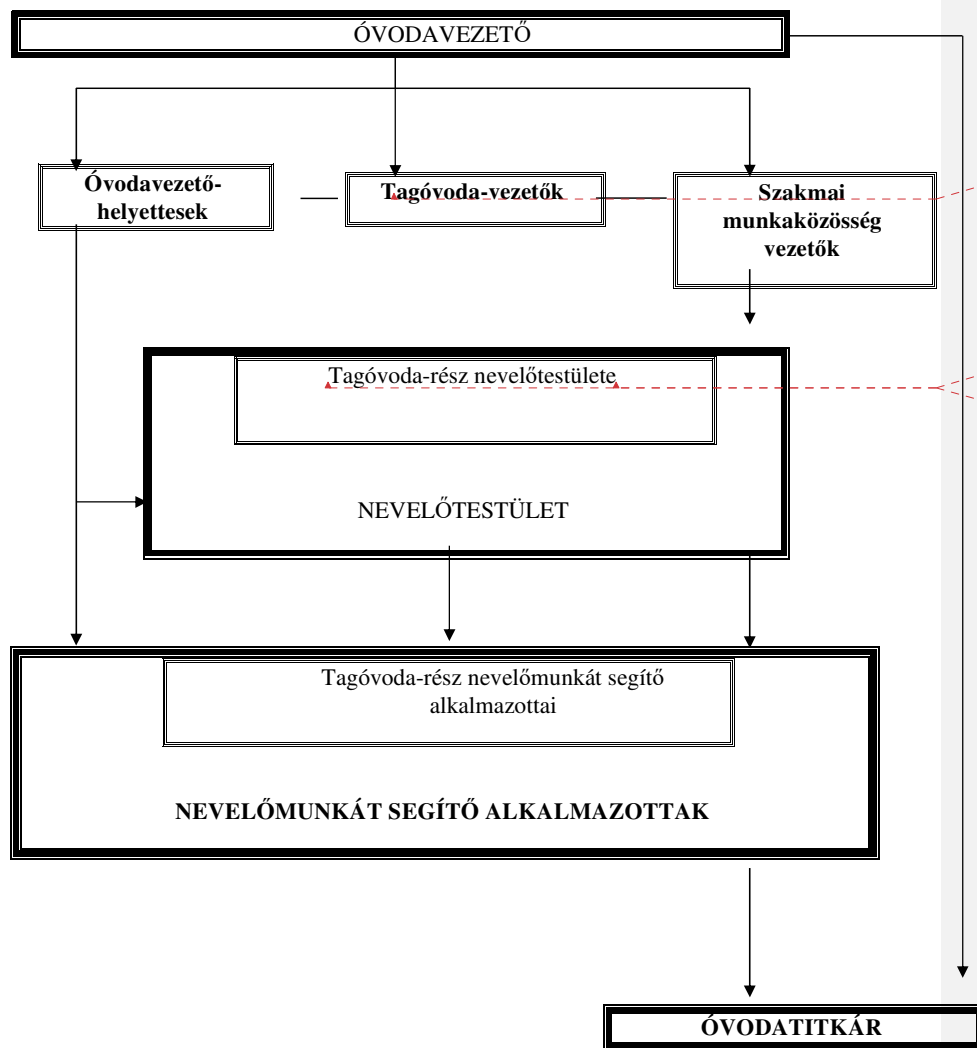 ÓVODAVEZETŐ
Óvodavezető-
helyettesek
Tagóvoda-vezetők
Szakmai
munkaközösség
vezetők
Tagóvoda-rész nevelőtestülete
NEVELŐTESTÜLET
Tagóvoda-rész nevelőmunkát segítő
alkalmazottai
NEVELŐMUNKÁT SEGÍTŐ ALKALMAZOTTAK
ÓVODATITKÁR